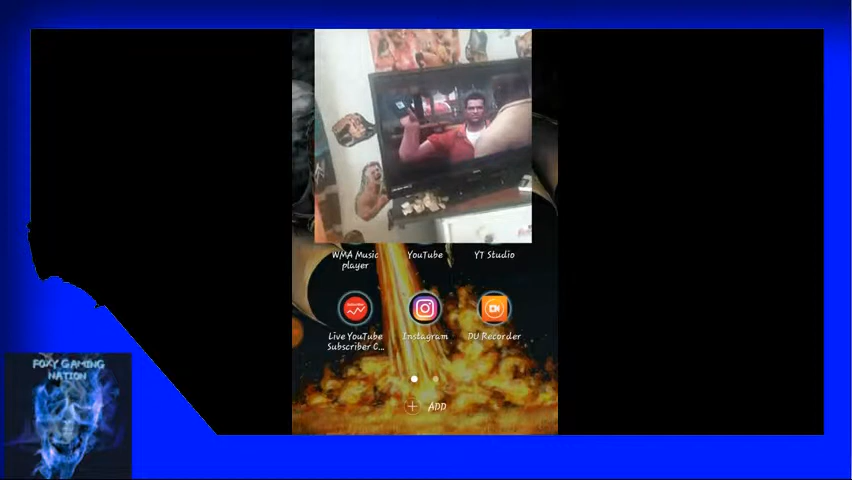 WMA Music
player
YouTube
YT Studio
Live YouTube
Subscriber C...
Instagram
DU Recorder
ADD
FOXY GAMING
NATION